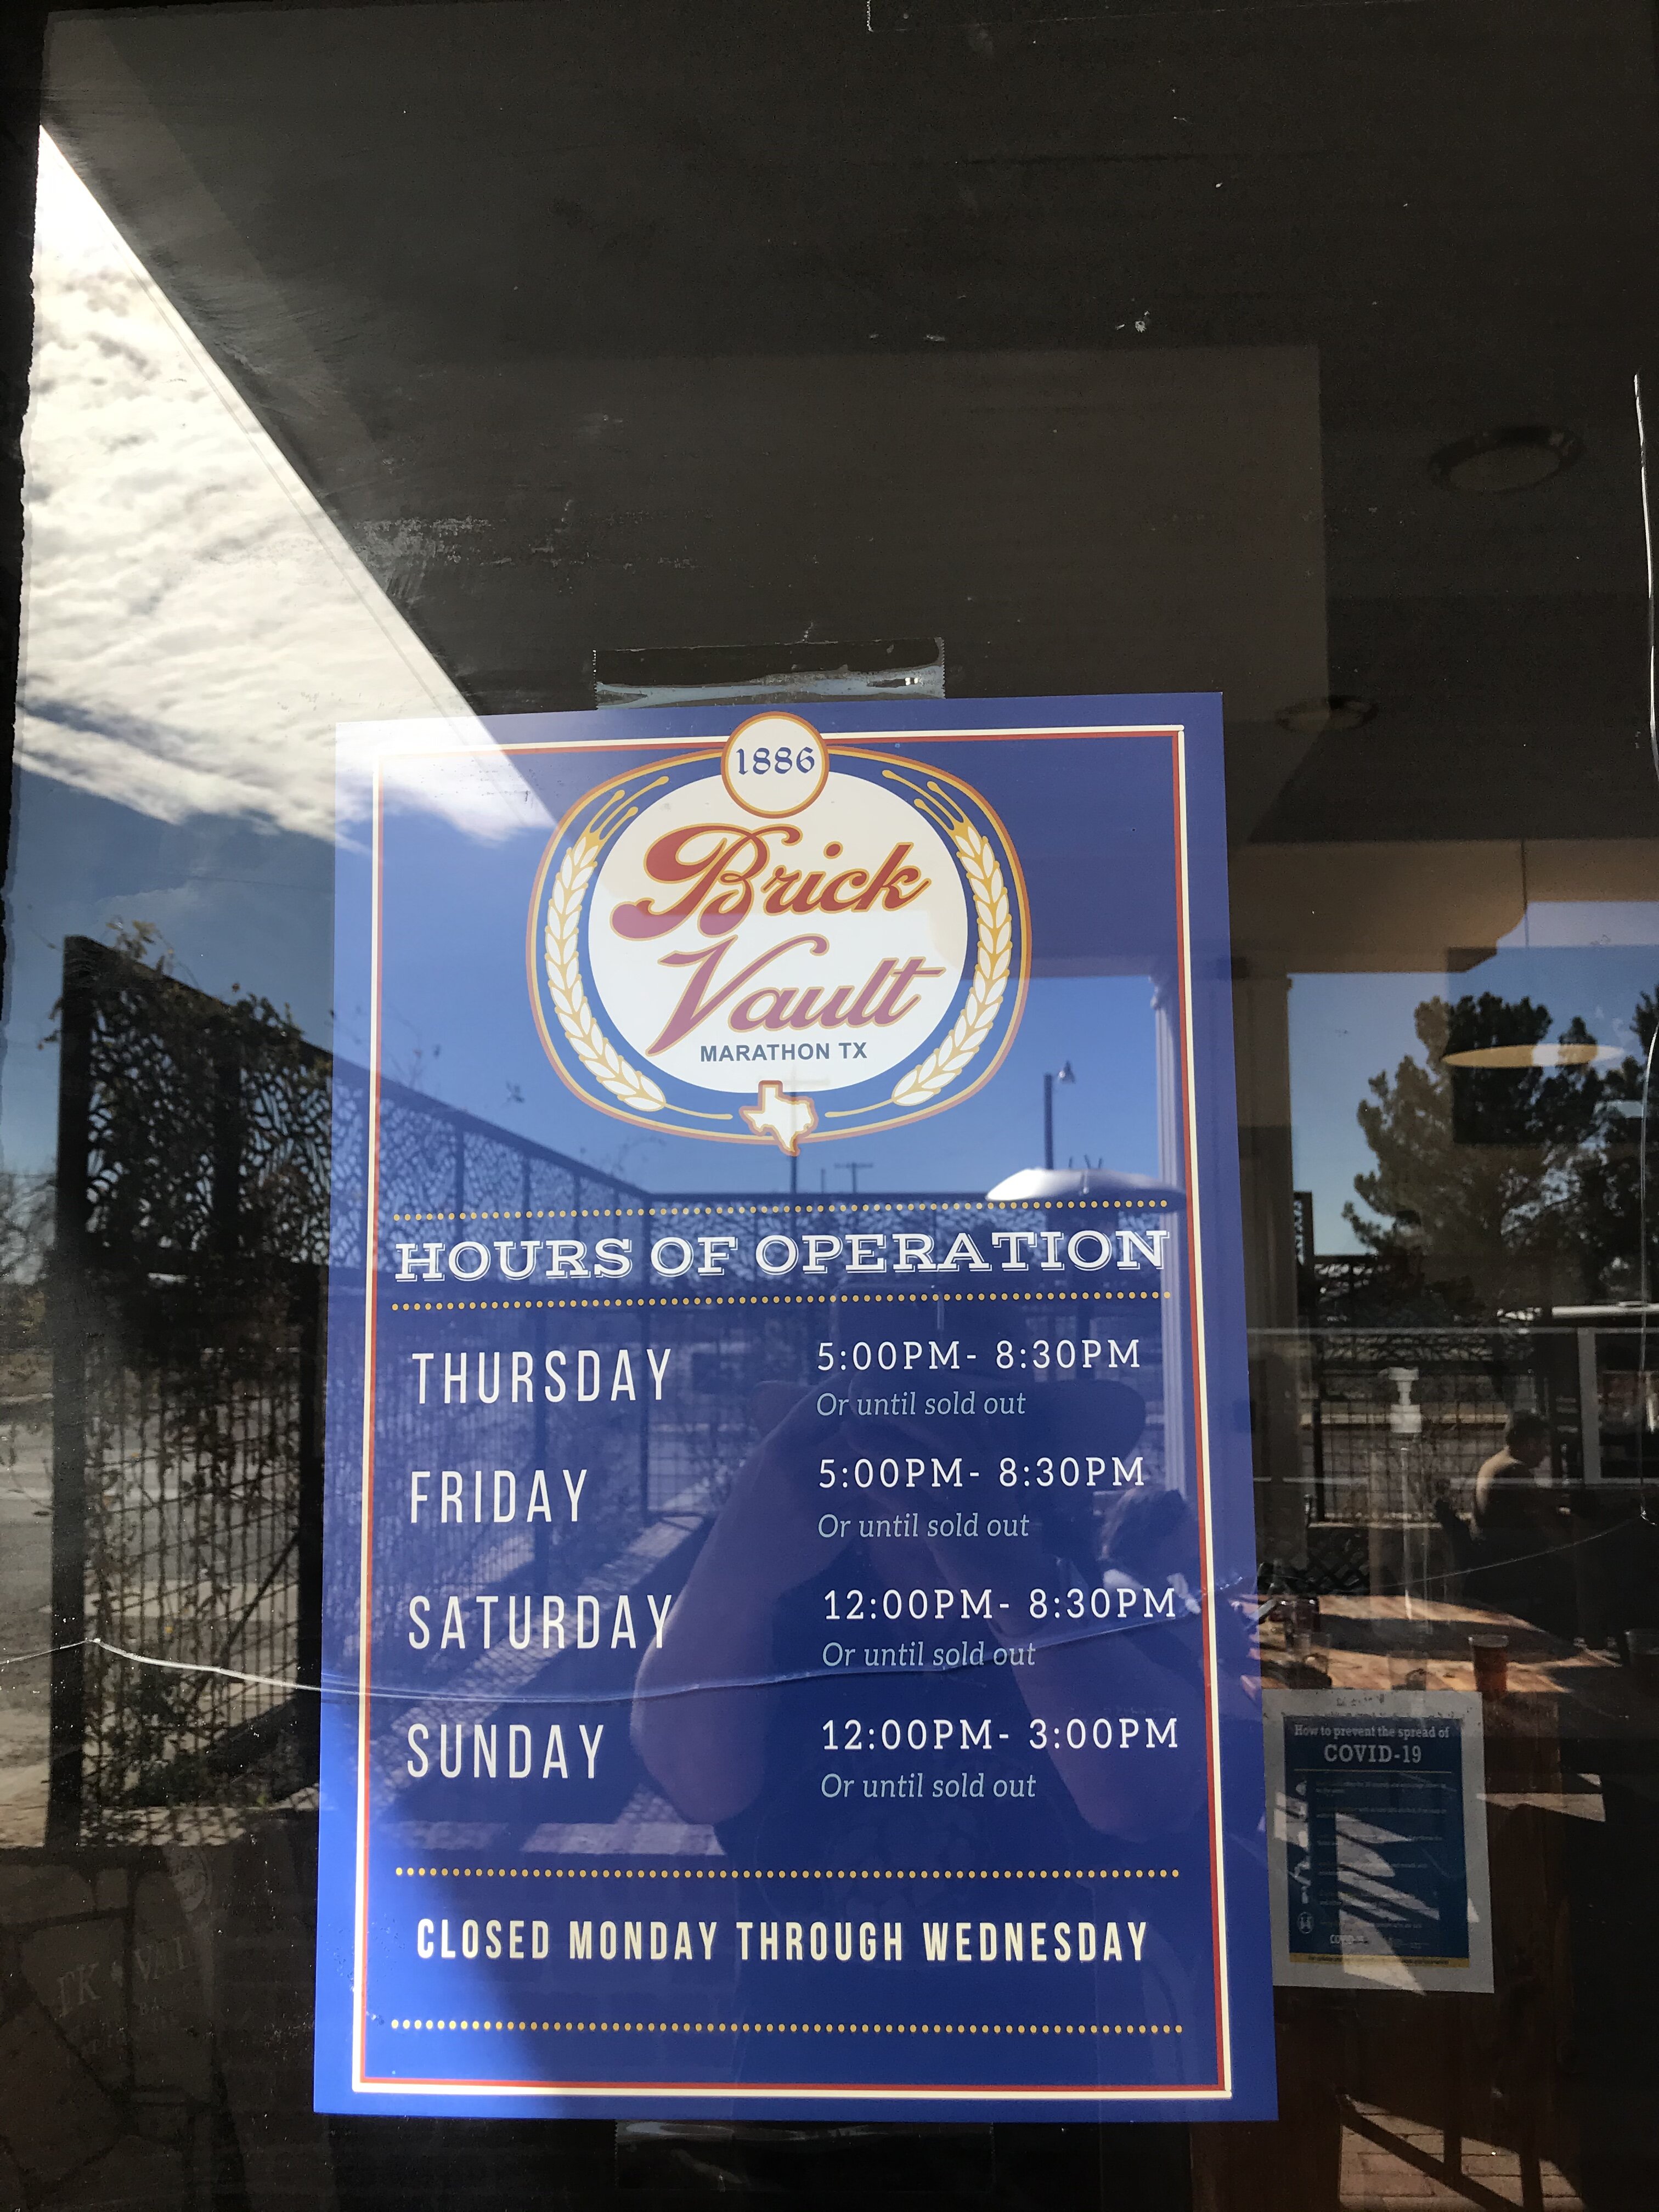 1886
Brick
Vault
MARATHON TX
HOURS OF OPERATION
THURSDAY 5:00PM- 8:30PM
Or until sold out
FRIDAY 5:00PM- 8:30PM
Or until sold out
SATURDAY 12:00PM- 8:30PM
Or until sold out
SUNDAY 12:00PM- 3:00PM
Or until sold out
CLOSED MONDAY THROUGH WEDNESDAY
How to prevent the spread of
COVID-19